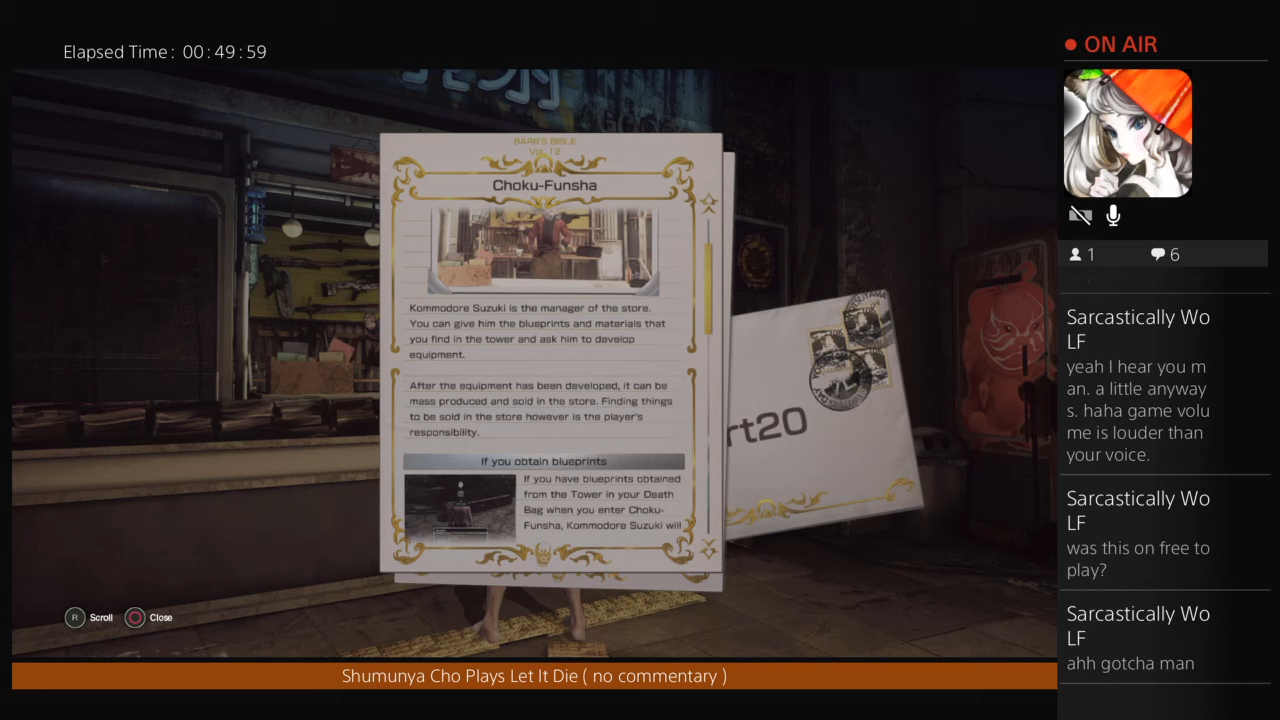 Elapsed Time: 00:49:59
ON AIR
BARB'S BIBLE
Vol. 12
Choku-Funsha
Kommodore Suzuki is the manager of the store.
You can give him the blueprints and materials that
you find in the tower and ask him to develop
equipment.
After the equipment has been developed, it can be
mass produced and sold in the store. Finding things
to be sold in the store however is the player's
responsibility.
If you obtain blueprints
If you have blueprints obtained
from the Tower in your Death
Bag when you enter Choku-
Funsha, Kommodore Suzuki will
rt20
R Scroll Close
Shumunya Cho Plays Let It Die ( no commentary )
1 6
Sarcastically Wo
LF
yeah I hear you m
an. a little anyway
s. haha game volu
me is louder than
your voice.
Sarcastically Wo
LF
was this on free to
play?
Sarcastically Wo
LF
ahh gotcha man